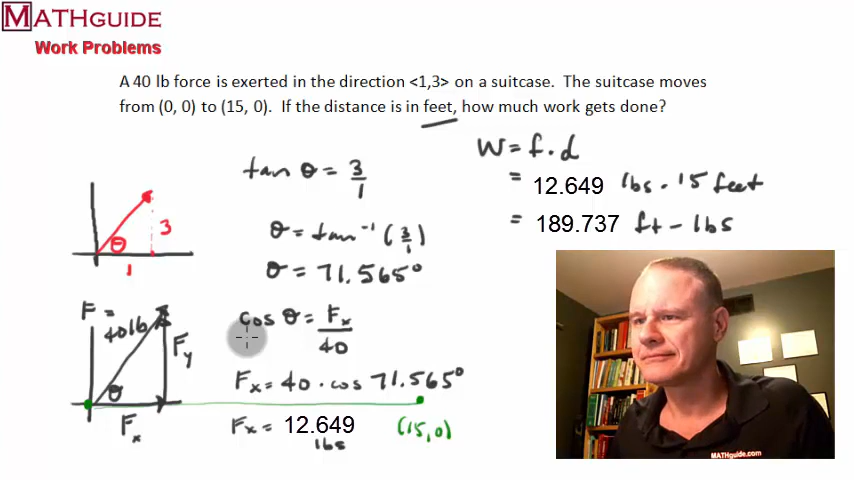 MATHGUIDE
Work Problems
A 40 lb force is exerted in the direction <1,3> on a suitcase. The suitcase moves
from (0, 0) to (15, 0). If the distance is in feet, how much work gets done?
W = f · d
= 12.649 lbs · 15 feet
= 189.737 ft - lbs
tan θ = 3/1
θ = tan⁻¹ (3/1)
θ = 71.565°
3
θ
1
cos θ = Fx/40
Fx = 40 · cos 71.565°
Fx = 12.649
lbs
F =
40lb
Fy
θ
Fx
(15,0)
MATHguide.com